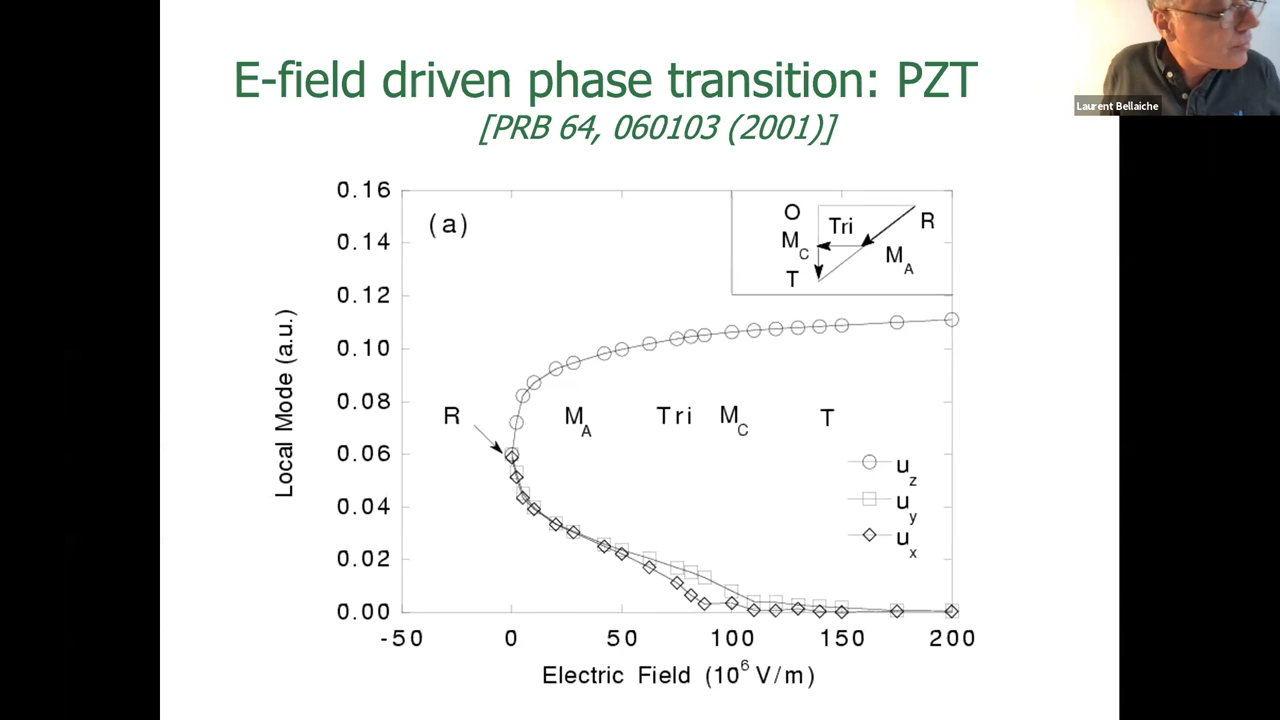 E-field driven phase transition: PZT
[PRB 64, 060103 (2001)]
Laurent Bellaiche
(a)
O
Tri
R
M_C
M_A
T
0.16
0.14
0.12
0.10
0.08
0.06
0.04
0.02
0.00
Local Mode (a.u.)
R
M_A
Tri
M_C
T
u_z
u_y
u_x
-50
0
50
100
150
200
Electric Field (10^6 V/m)